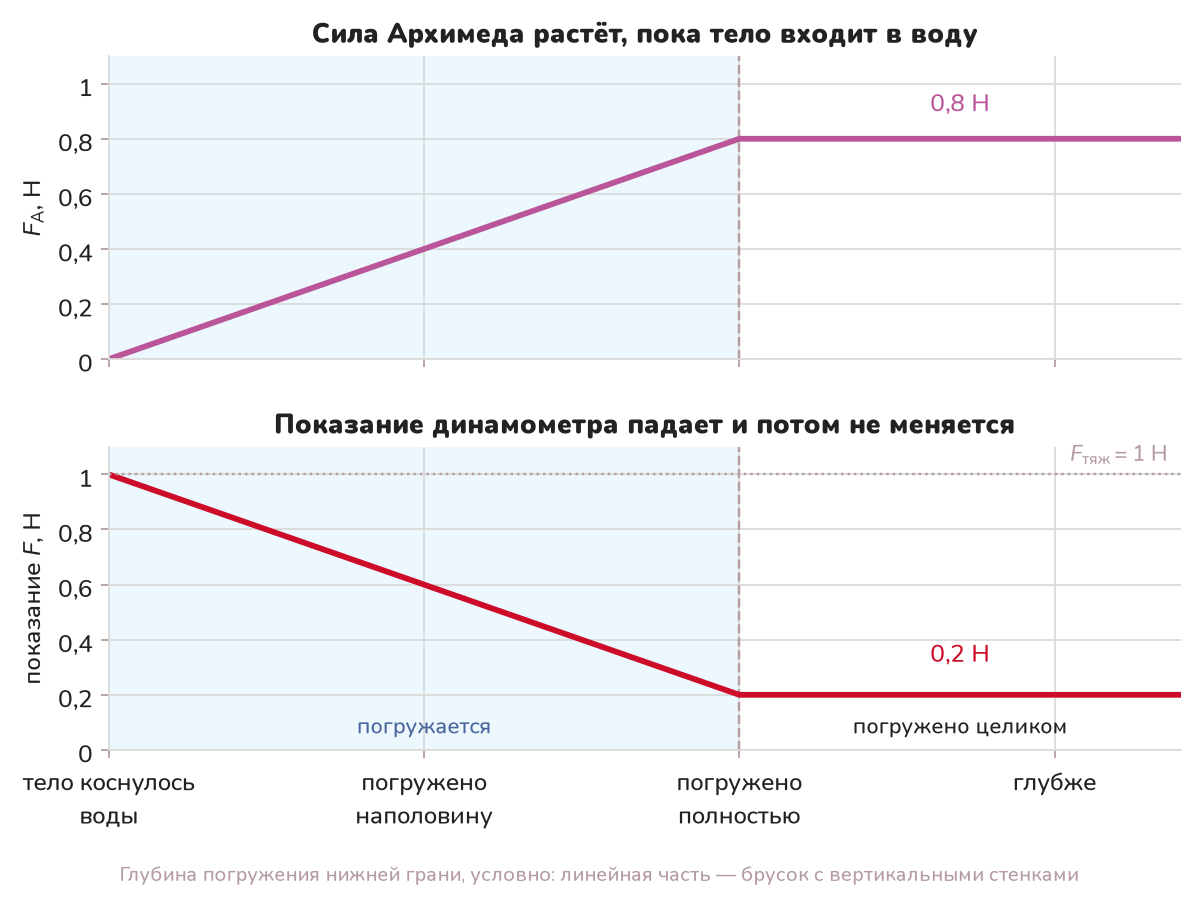 Сила Архимеда растёт, пока тело входит в воду
1
0,8
0,6
0,4
0,2
0
F_А, Н
0,8 Н
Показание динамометра падает и потом не меняется
F_тяж = 1 Н
1
0,8
0,6
0,4
0,2
0
показание F, Н
0,2 Н
погружается
погружено целиком
тело коснулось
воды
погружено
наполовину
погружено
полностью
глубже
Глубина погружения нижней грани, условно: линейная часть — брусок с вертикальными стенками